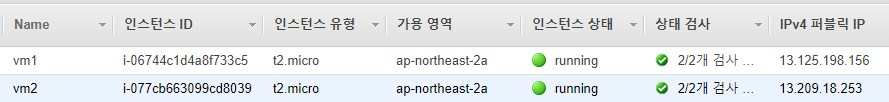 Name 인스턴스 ID 인스턴스 유형 가용 영역 인스턴스 상태 상태 검사 IPv4 퍼블릭 IP
vm1 i-06744c1d4a8f733c5 t2.micro ap-northeast-2a running 2/2개 검사 ... 13.125.198.156
vm2 i-077cb663099cd8039 t2.micro ap-northeast-2a running 2/2개 검사 ... 13.209.18.253